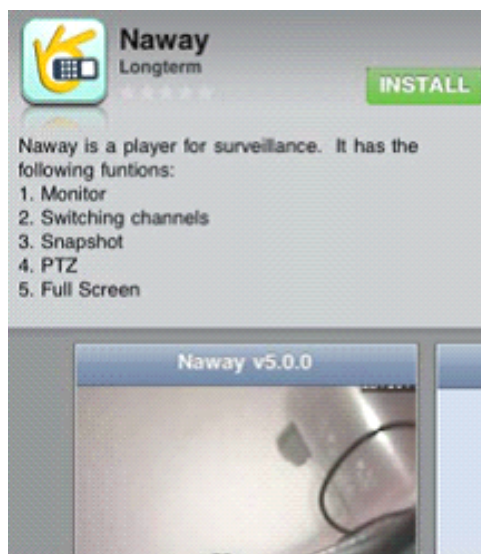 Naway
Longterm
INSTALL
Naway is a player for surveillance. It has the
following funtions:
1. Monitor
2. Switching channels
3. Snapshot
4. PTZ
5. Full Screen
Naway v5.0.0